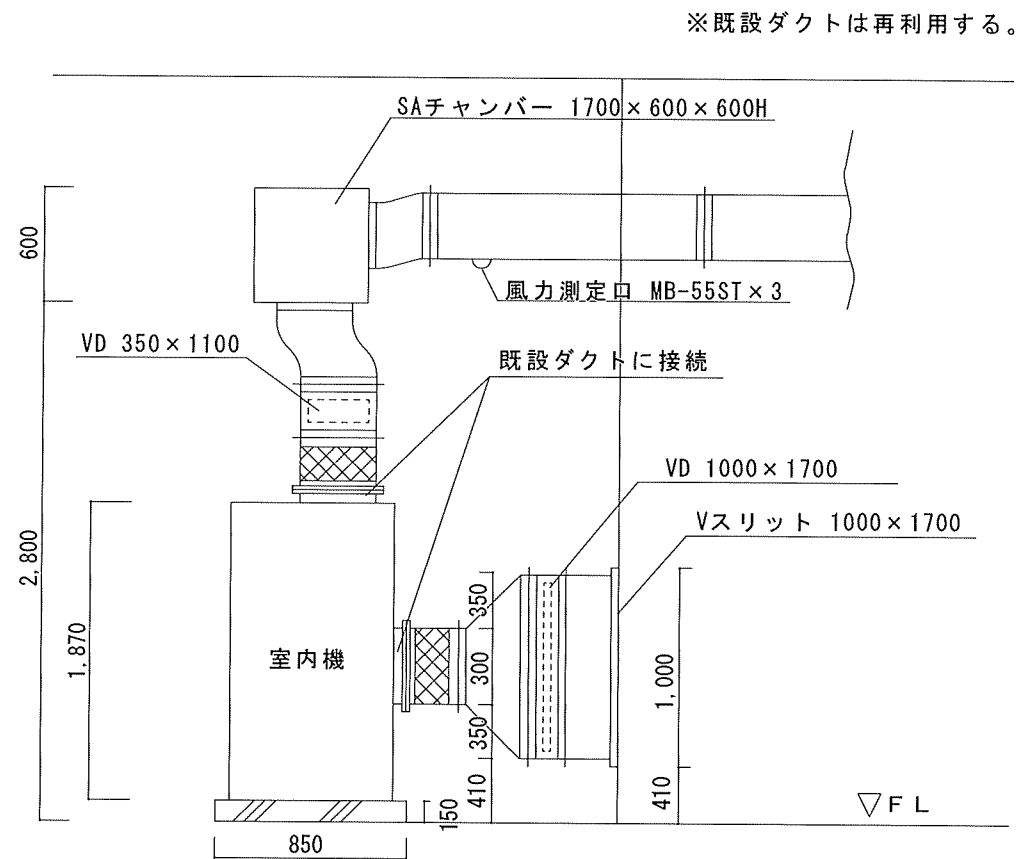 ※既設ダクトは再利用する。
SAチャンバー 1700×600×600H
600
風力測定口 MB-55ST×3
VD 350×1100
既設ダクトに接続
VD 1000×1700
Vスリット 1000×1700
2,800
1,870
室内機
350
300
350
410
1,000
410
150
850
▽FL